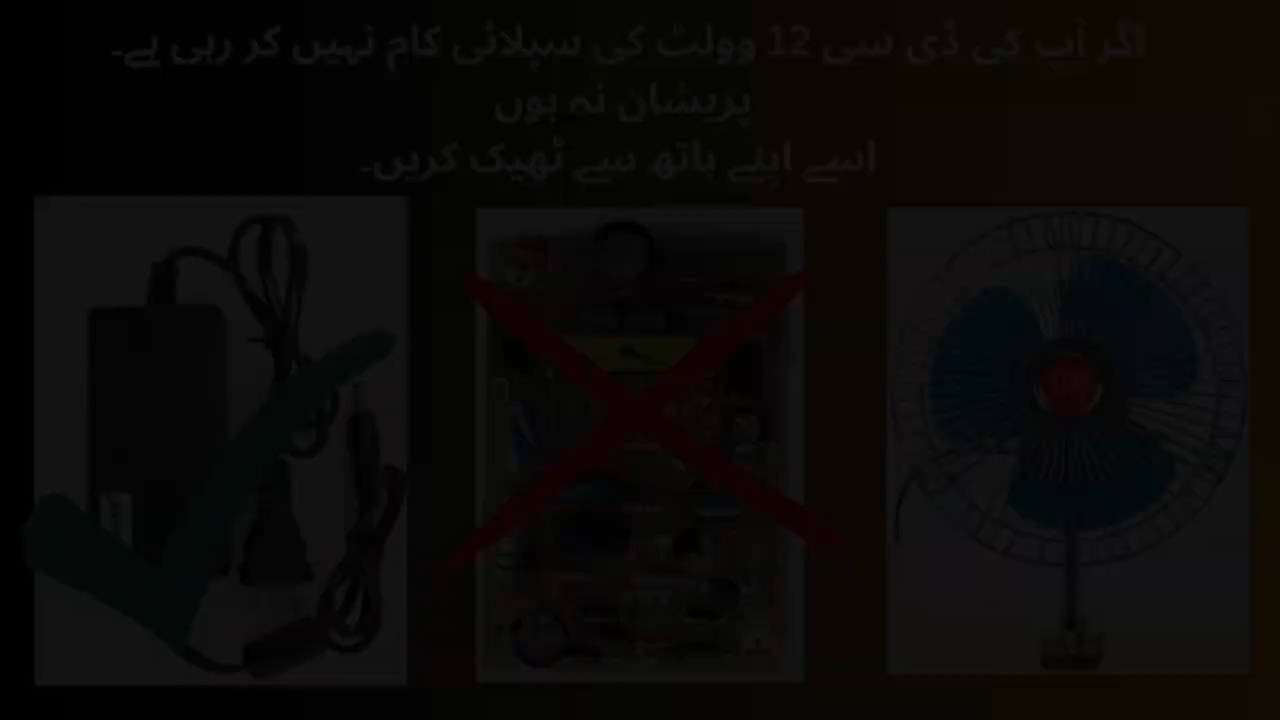 اگر آپ کی ڈی سی 12 وولٹ کی سپلائی کام نہیں کر رہی ہے۔
پریشان نہ ہوں
اسے اپنے ہاتھ سے ٹھیک کریں۔